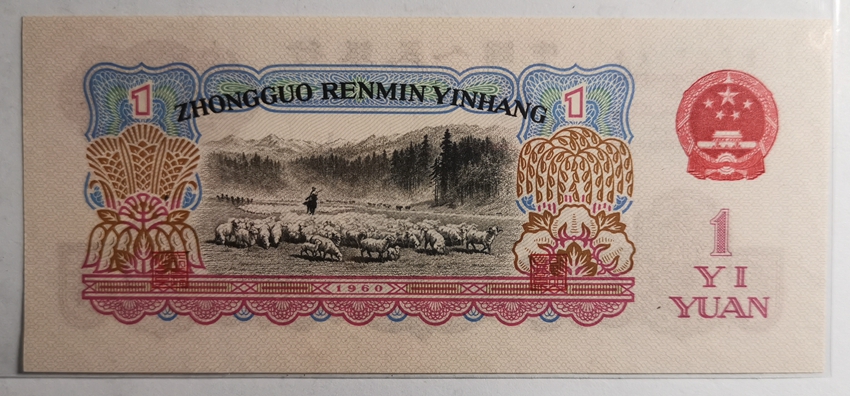 1 ZHONGGUO RENMIN YINHANG 1
1960
1
YI
YUAN